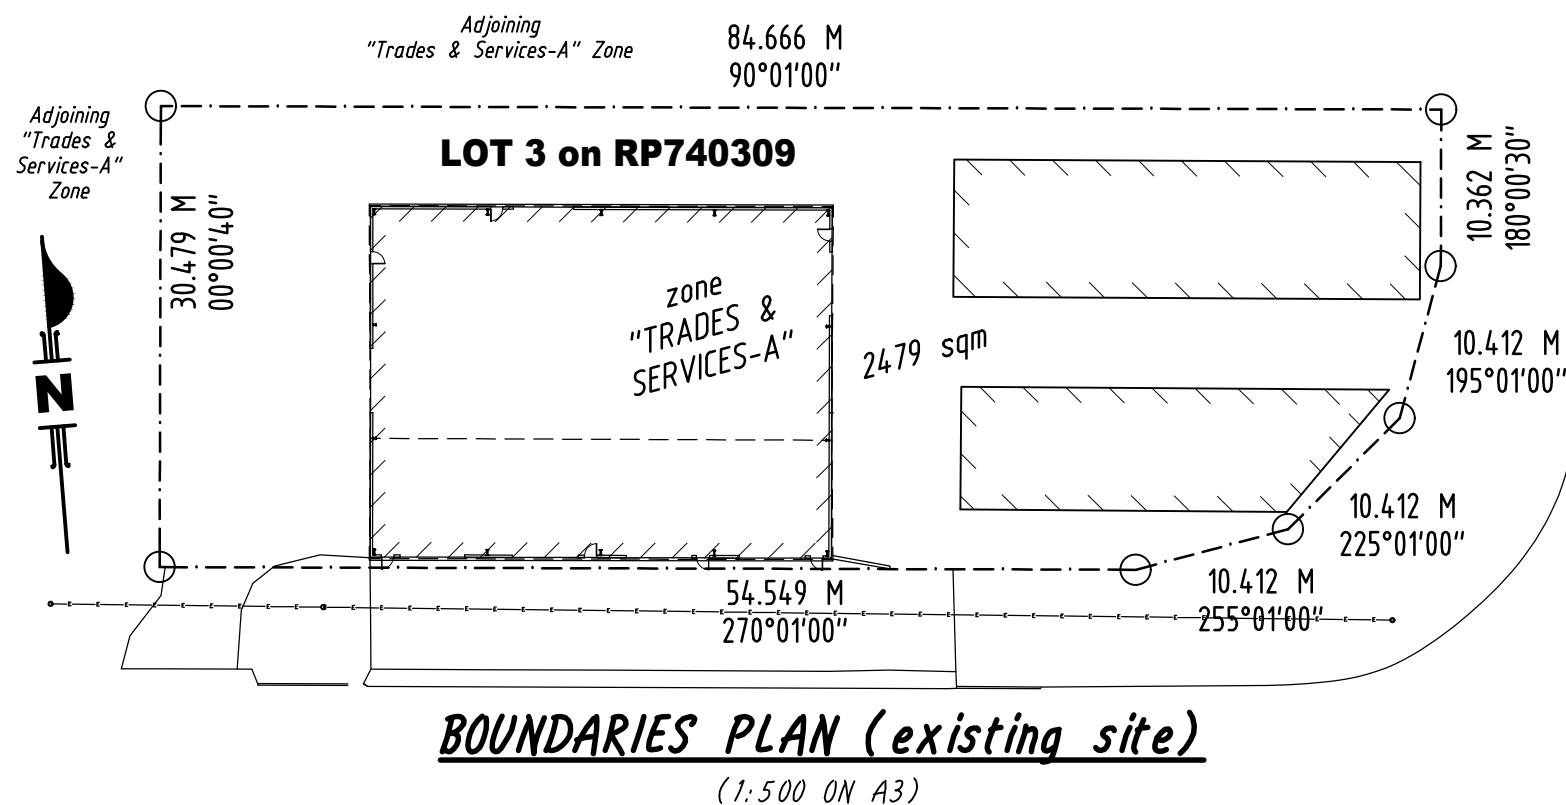 Adjoining
"Trades & Services-A" Zone
84.666 M
90°01'00"
Adjoining
"Trades &
Services-A"
Zone
LOT 3 on RP740309
30.479 M
00°00'40"
10.362 M
180°00'30"
zone
"TRADES &
SERVICES-A"
2479 sqm
10.412 M
195°01'00"
N
10.412 M
225°01'00"
10.412 M
255°01'00"
54.549 M
270°01'00"
BOUNDARIES PLAN (existing site)
(1:500 ON A3)